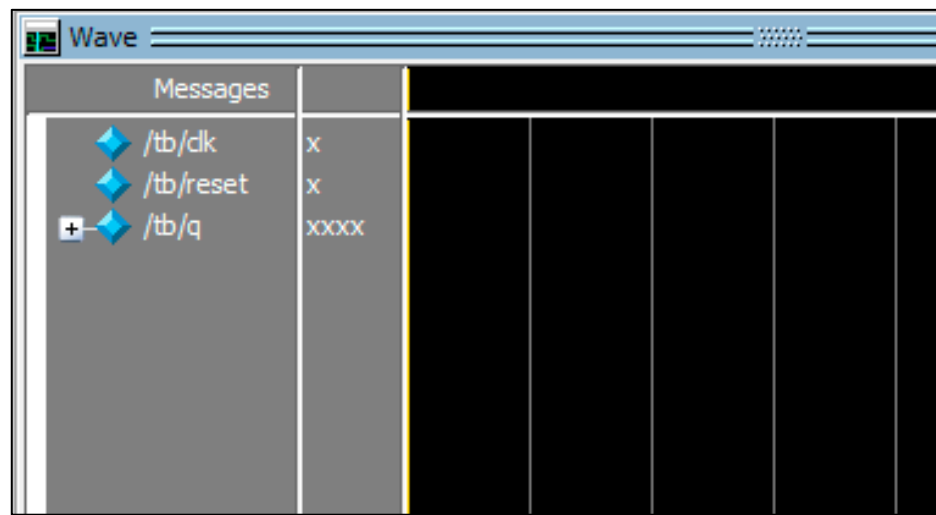 Wave
Messages
/tb/clk x
/tb/reset x
/tb/q xxxx